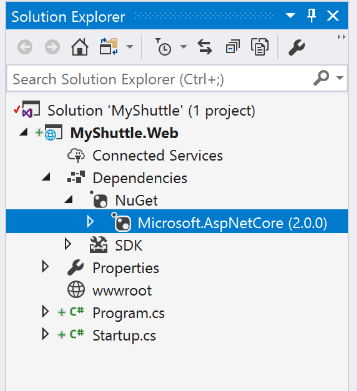 Solution Explorer
Search Solution Explorer (Ctrl+;)
Solution 'MyShuttle' (1 project)
MyShuttle.Web
Connected Services
Dependencies
NuGet
Microsoft.AspNetCore (2.0.0)
SDK
Properties
wwwroot
C# Program.cs
C# Startup.cs